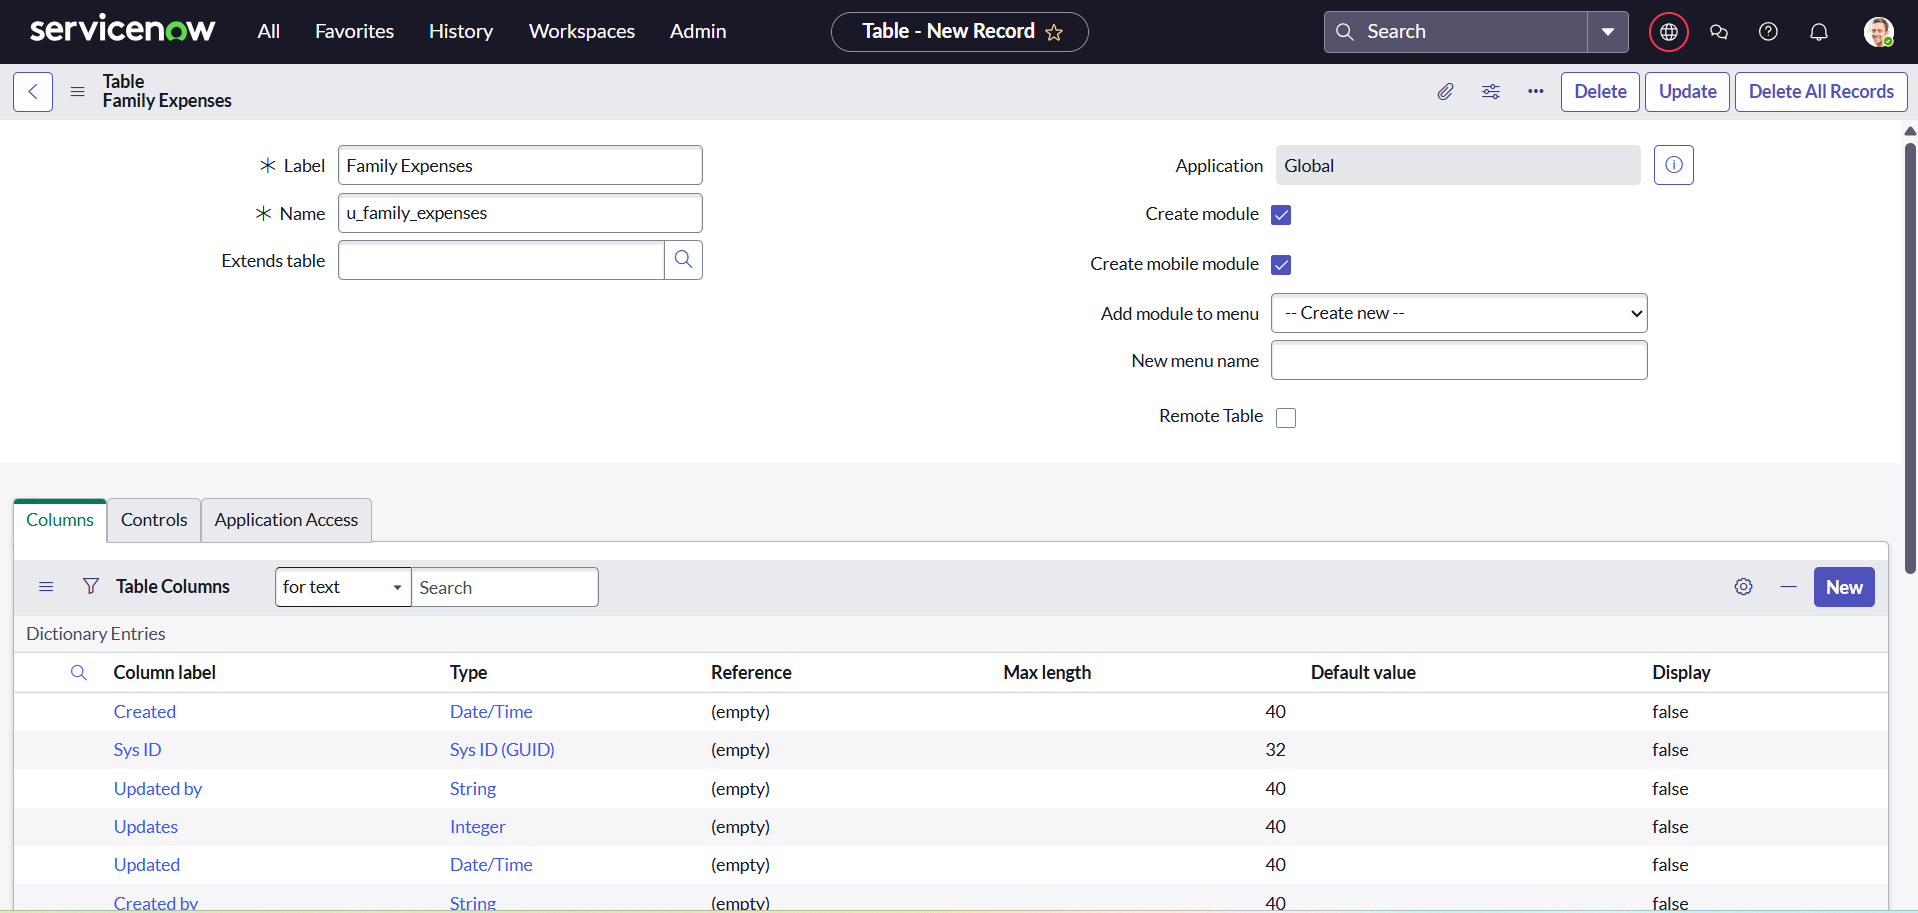 servicenow All Favorites History Workspaces Admin Table - New Record Search
Table
Family Expenses
Delete Update Delete All Records
Label Family Expenses
Name u_family_expenses
Extends table
Application Global
Create module
Create mobile module
Add module to menu -- Create new --
New menu name
Remote Table
Columns Controls Application Access
Table Columns for text Search New
Dictionary Entries
Column label Type Reference Max length Default value Display
Created Date/Time (empty) 40 false
Sys ID Sys ID (GUID) (empty) 32 false
Updated by String (empty) 40 false
Updates Integer (empty) 40 false
Updated Date/Time (empty) 40 false
Created by String (empty) 40 false